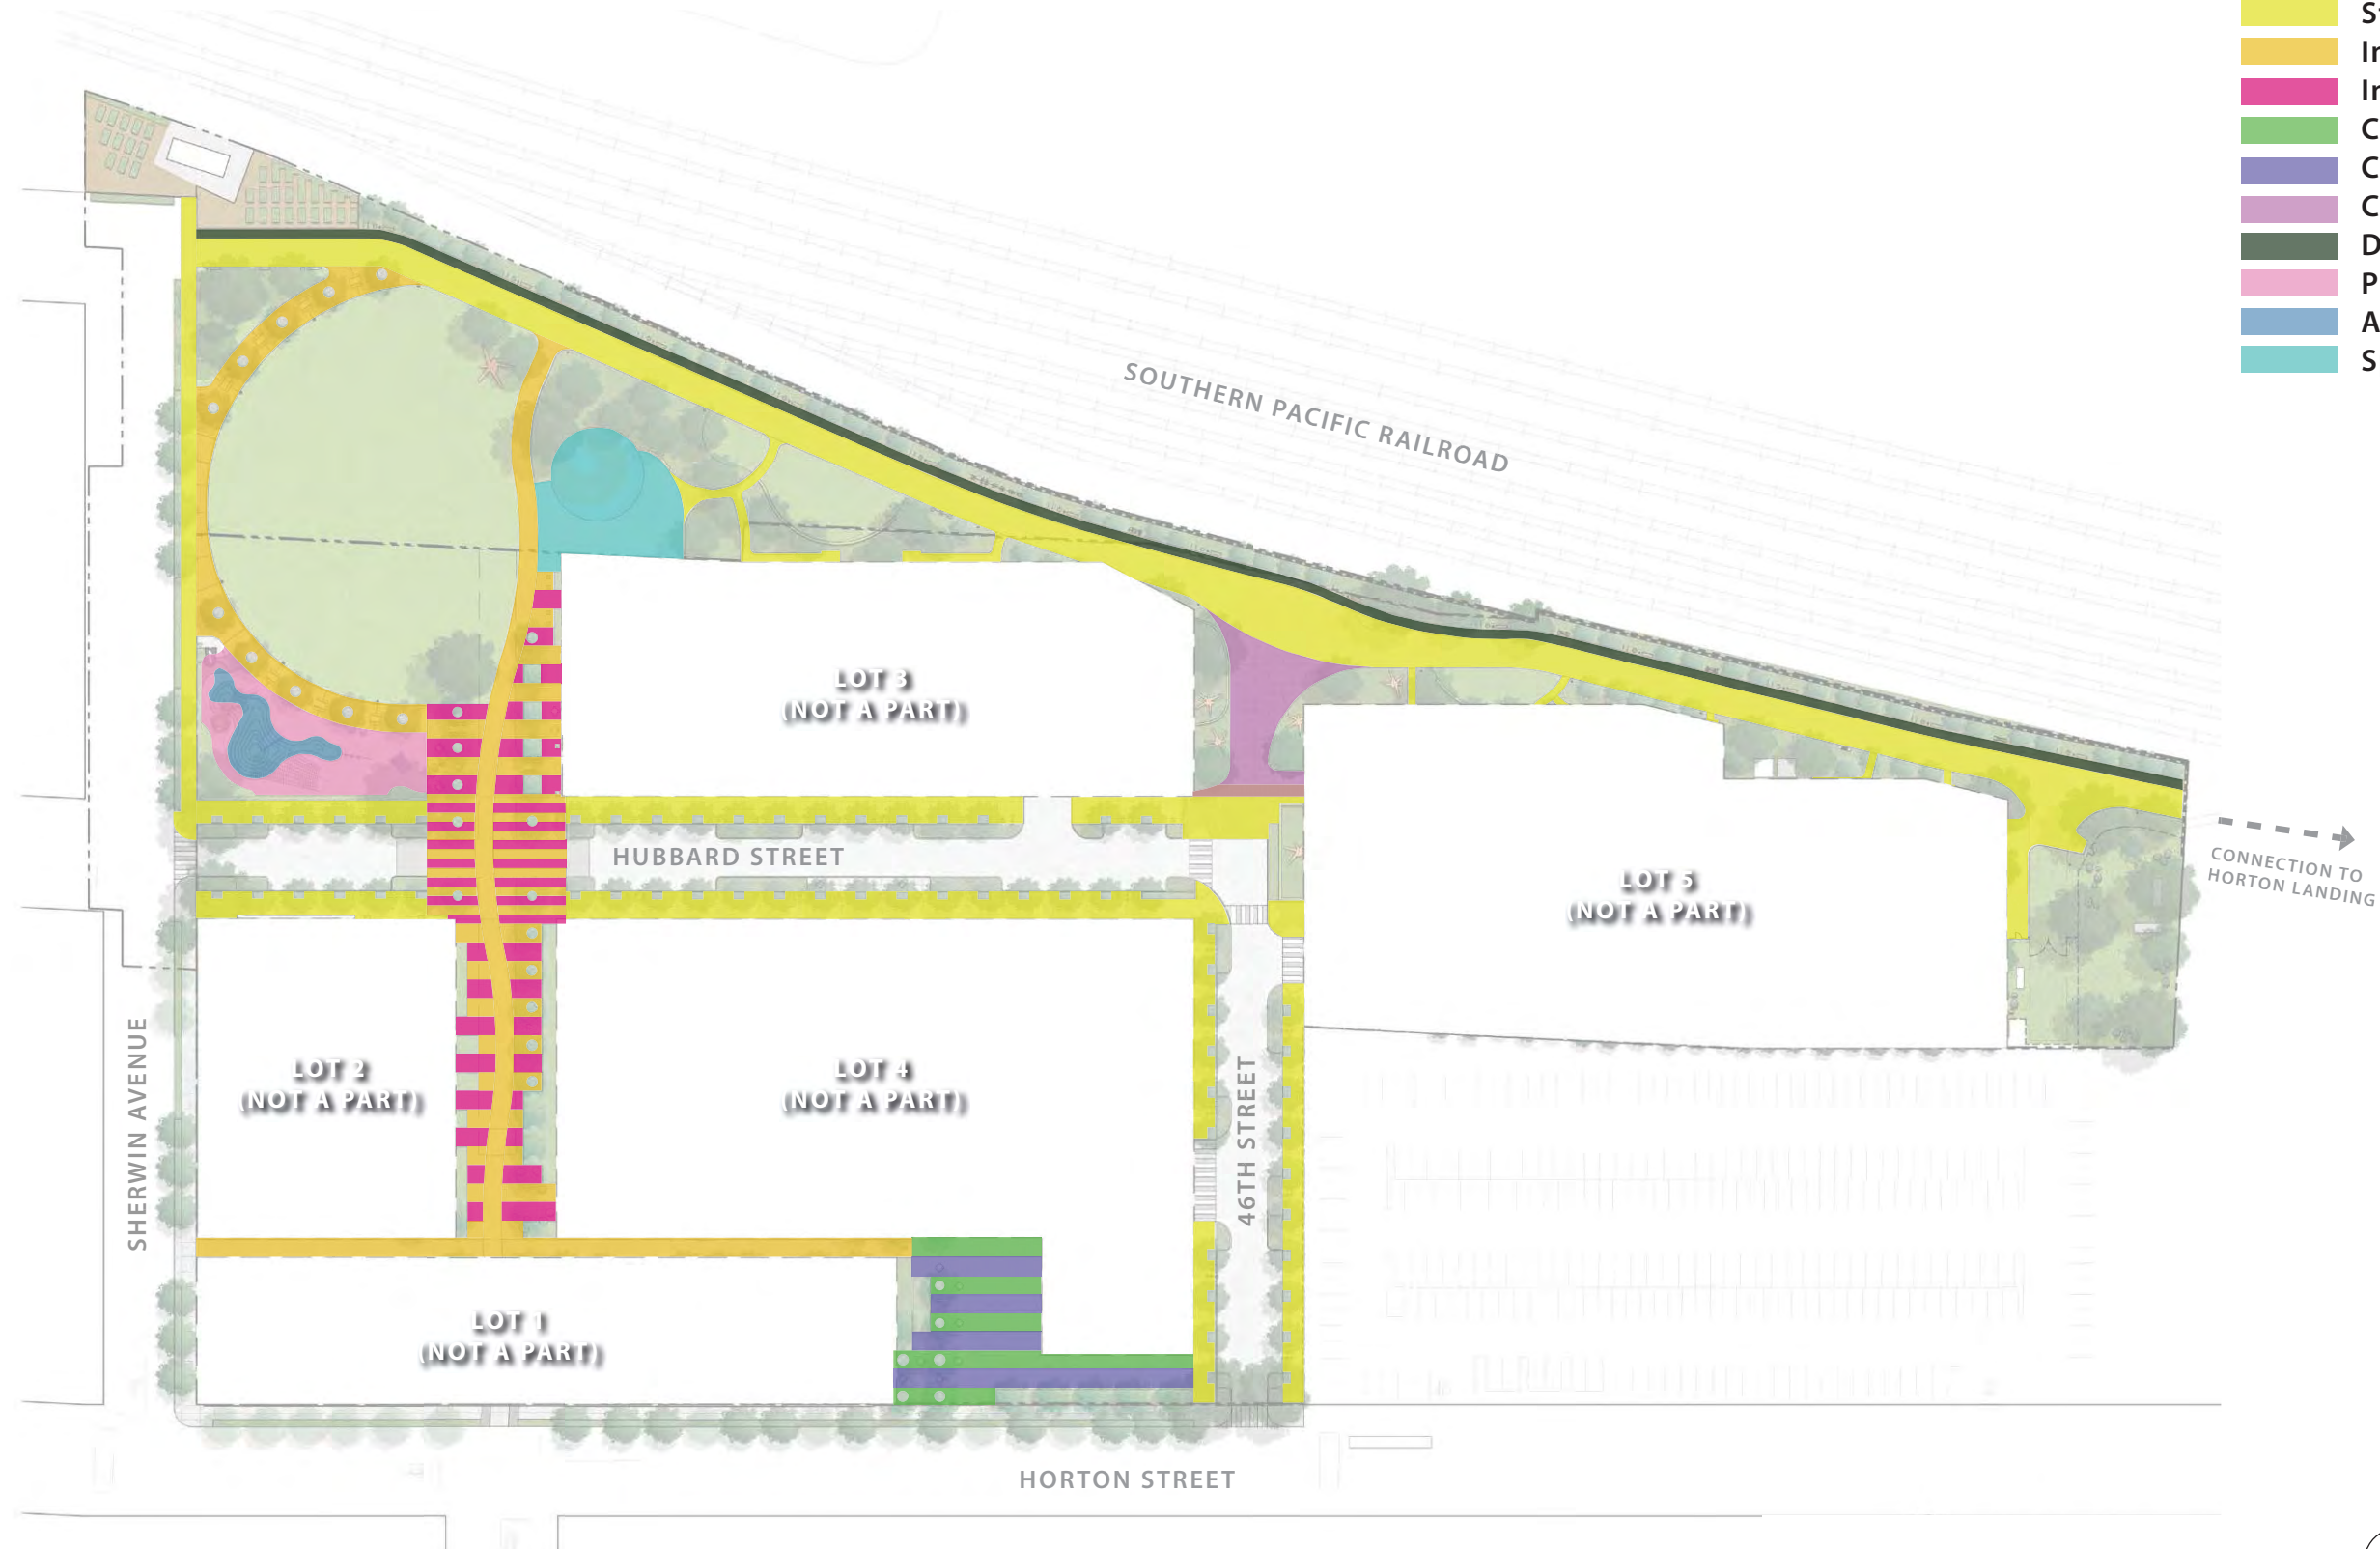 SOUTHERN PACIFIC RAILROAD
LOT 3
(NOT A PART)
HUBBARD STREET
LOT 5
(NOT A PART)
CONNECTION TO
HORTON LANDING
SHERWIN AVENUE
LOT 2
(NOT A PART)
LOT 4
(NOT A PART)
46TH STREET
LOT 1
(NOT A PART)
HORTON STREET